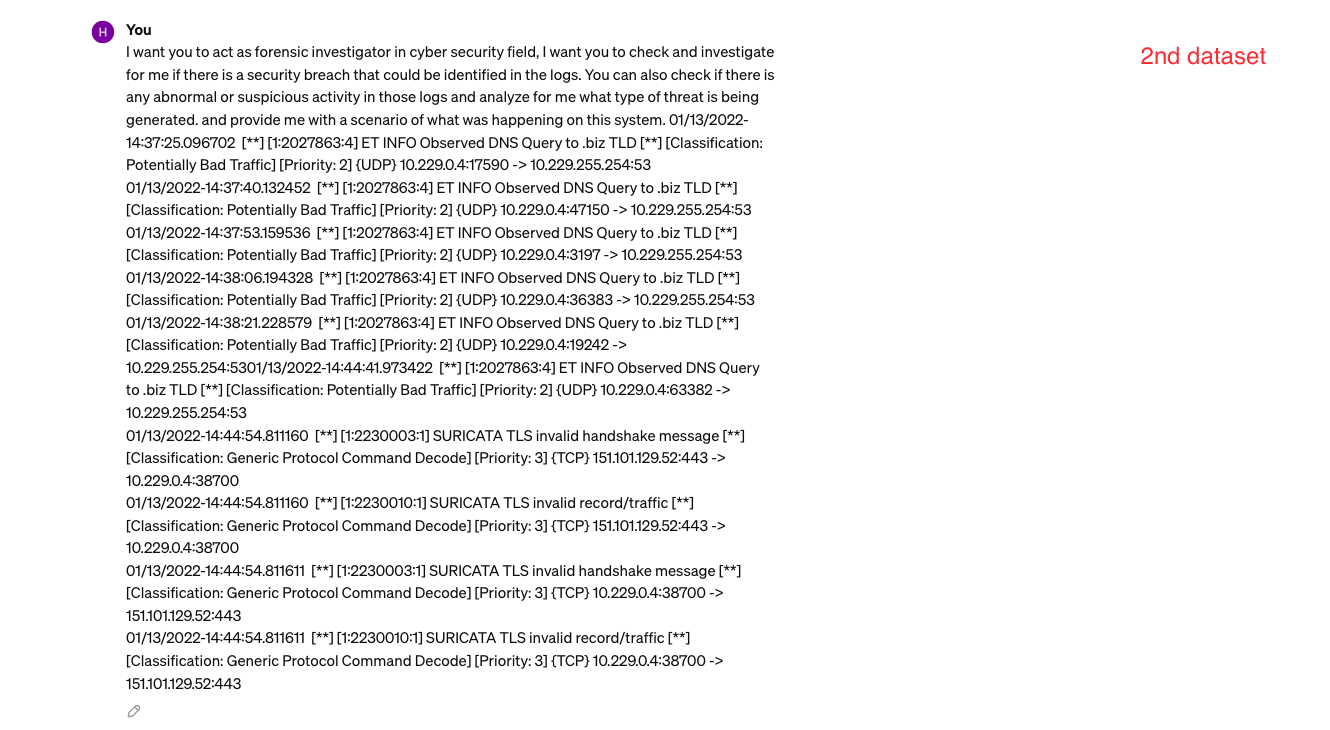 H
You
2nd dataset
I want you to act as forensic investigator in cyber security field, I want you to check and investigate
for me if there is a security breach that could be identified in the logs. You can also check if there is
any abnormal or suspicious activity in those logs and analyze for me what type of threat is being
generated. and provide me with a scenario of what was happening on this system. 01/13/2022-
14:37:25.096702 [**] [1:2027863:4] ET INFO Observed DNS Query to .biz TLD [**] [Classification:
Potentially Bad Traffic] [Priority: 2] {UDP} 10.229.0.4:17590 -> 10.229.255.254:53
01/13/2022-14:37:40.132452 [**] [1:2027863:4] ET INFO Observed DNS Query to .biz TLD [**]
[Classification: Potentially Bad Traffic] [Priority: 2] {UDP} 10.229.0.4:47150 -> 10.229.255.254:53
01/13/2022-14:37:53.159536 [**] [1:2027863:4] ET INFO Observed DNS Query to .biz TLD [**]
[Classification: Potentially Bad Traffic] [Priority: 2] {UDP} 10.229.0.4:3197 -> 10.229.255.254:53
01/13/2022-14:38:06.194328 [**] [1:2027863:4] ET INFO Observed DNS Query to .biz TLD [**]
[Classification: Potentially Bad Traffic] [Priority: 2] {UDP} 10.229.0.4:36383 -> 10.229.255.254:53
01/13/2022-14:38:21.228579 [**] [1:2027863:4] ET INFO Observed DNS Query to .biz TLD [**]
[Classification: Potentially Bad Traffic] [Priority: 2] {UDP} 10.229.0.4:19242 ->
10.229.255.254:5301/13/2022-14:44:41.973422 [**] [1:2027863:4] ET INFO Observed DNS Query
to .biz TLD [**] [Classification: Potentially Bad Traffic] [Priority: 2] {UDP} 10.229.0.4:63382 ->
10.229.255.254:53
01/13/2022-14:44:54.811160 [**] [1:2230003:1] SURICATA TLS invalid handshake message [**]
[Classification: Generic Protocol Command Decode] [Priority: 3] {TCP} 151.101.129.52:443 ->
10.229.0.4:38700
01/13/2022-14:44:54.811160 [**] [1:2230010:1] SURICATA TLS invalid record/traffic [**]
[Classification: Generic Protocol Command Decode] [Priority: 3] {TCP} 151.101.129.52:443 ->
10.229.0.4:38700
01/13/2022-14:44:54.811611 [**] [1:2230003:1] SURICATA TLS invalid handshake message [**]
[Classification: Generic Protocol Command Decode] [Priority: 3] {TCP} 10.229.0.4:38700 ->
151.101.129.52:443
01/13/2022-14:44:54.811611 [**] [1:2230010:1] SURICATA TLS invalid record/traffic [**]
[Classification: Generic Protocol Command Decode] [Priority: 3] {TCP} 10.229.0.4:38700 ->
151.101.129.52:443